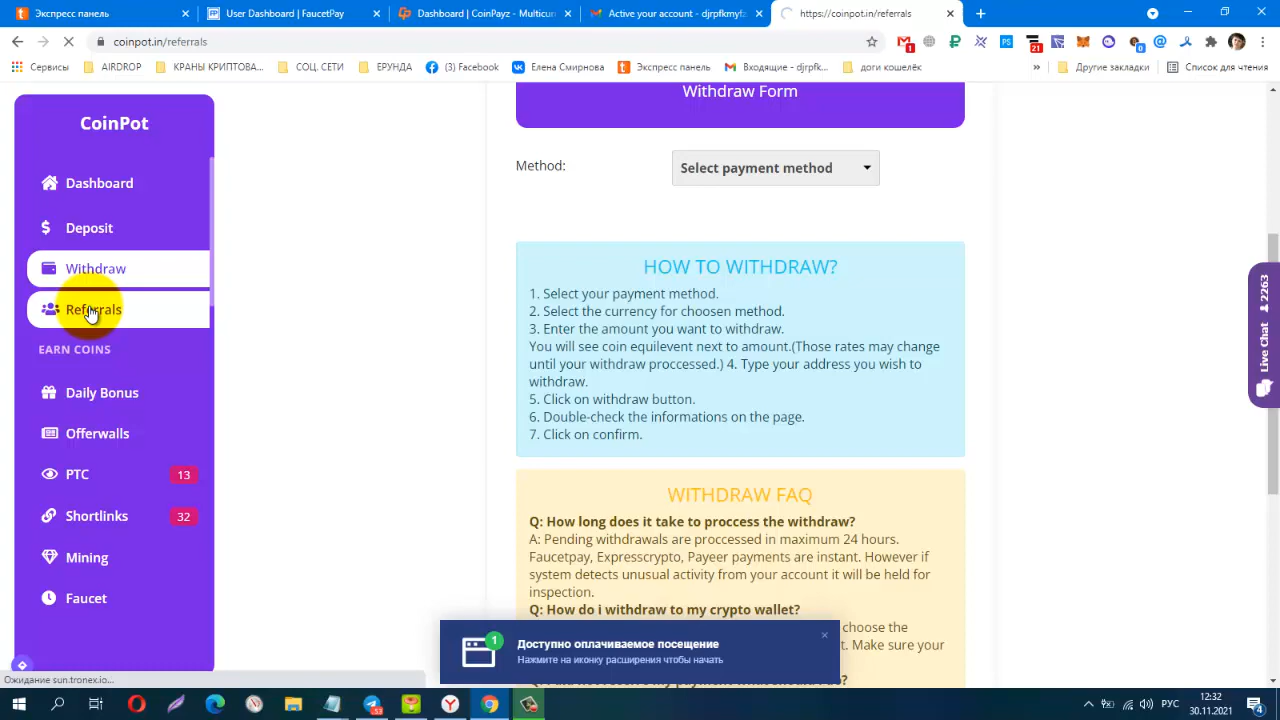 Экспресс панель
User Dashboard | FaucetPay
Dashboard | CoinPayz - Multicurr
Active your account - djrpfkmyfz
https://coinpot.in/referrals
coinpot.in/referrals
Сервисы
AIRDROP
КРАНЫ КРИПТОВА...
СОЦ. СЕТИ
ЕРУНДА
(3) Facebook
Елена Смирнова
Экспресс панель
Входящие - djrpfk...
доги кошелёк
»
Другие закладки
Список для чтения
CoinPot
Dashboard
Deposit
Withdraw
Referrals
EARN COINS
Daily Bonus
Offerwalls
PTC 13
Shortlinks 32
Mining
Faucet
Withdraw Form
Method:
Select payment method
HOW TO WITHDRAW?
1. Select your payment method.
2. Select the currency for choosen method.
3. Enter the amount you want to withdraw.
You will see coin equilevent next to amount.(Those rates may change
until your withdraw proccessed.) 4. Type your address you wish to
withdraw.
5. Click on withdraw button.
6. Double-check the informations on the page.
7. Click on confirm.
WITHDRAW FAQ
Q: How long does it take to proccess the withdraw?
A: Pending withdrawals are proccessed in maximum 24 hours.
Faucetpay, Expresscrypto, Payeer payments are instant. However if
system detects unusual activity from your account it will be held for
inspection.
Q: How do i withdraw to my crypto wallet?
choose the
t. Make sure your
Доступно оплачиваемое посещение
Нажмите на иконку расширения чтобы начать
1
Live Chat 2263
Ожидание sun.tronex.io...
РУС
12:32
30.11.2021
4